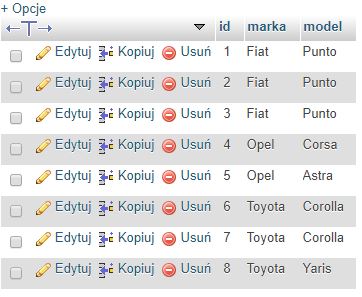 + Opcje
←T→ id marka model
Edytuj Kopiuj Usuń 1 Fiat Punto
Edytuj Kopiuj Usuń 2 Fiat Punto
Edytuj Kopiuj Usuń 3 Fiat Punto
Edytuj Kopiuj Usuń 4 Opel Corsa
Edytuj Kopiuj Usuń 5 Opel Astra
Edytuj Kopiuj Usuń 6 Toyota Corolla
Edytuj Kopiuj Usuń 7 Toyota Corolla
Edytuj Kopiuj Usuń 8 Toyota Yaris